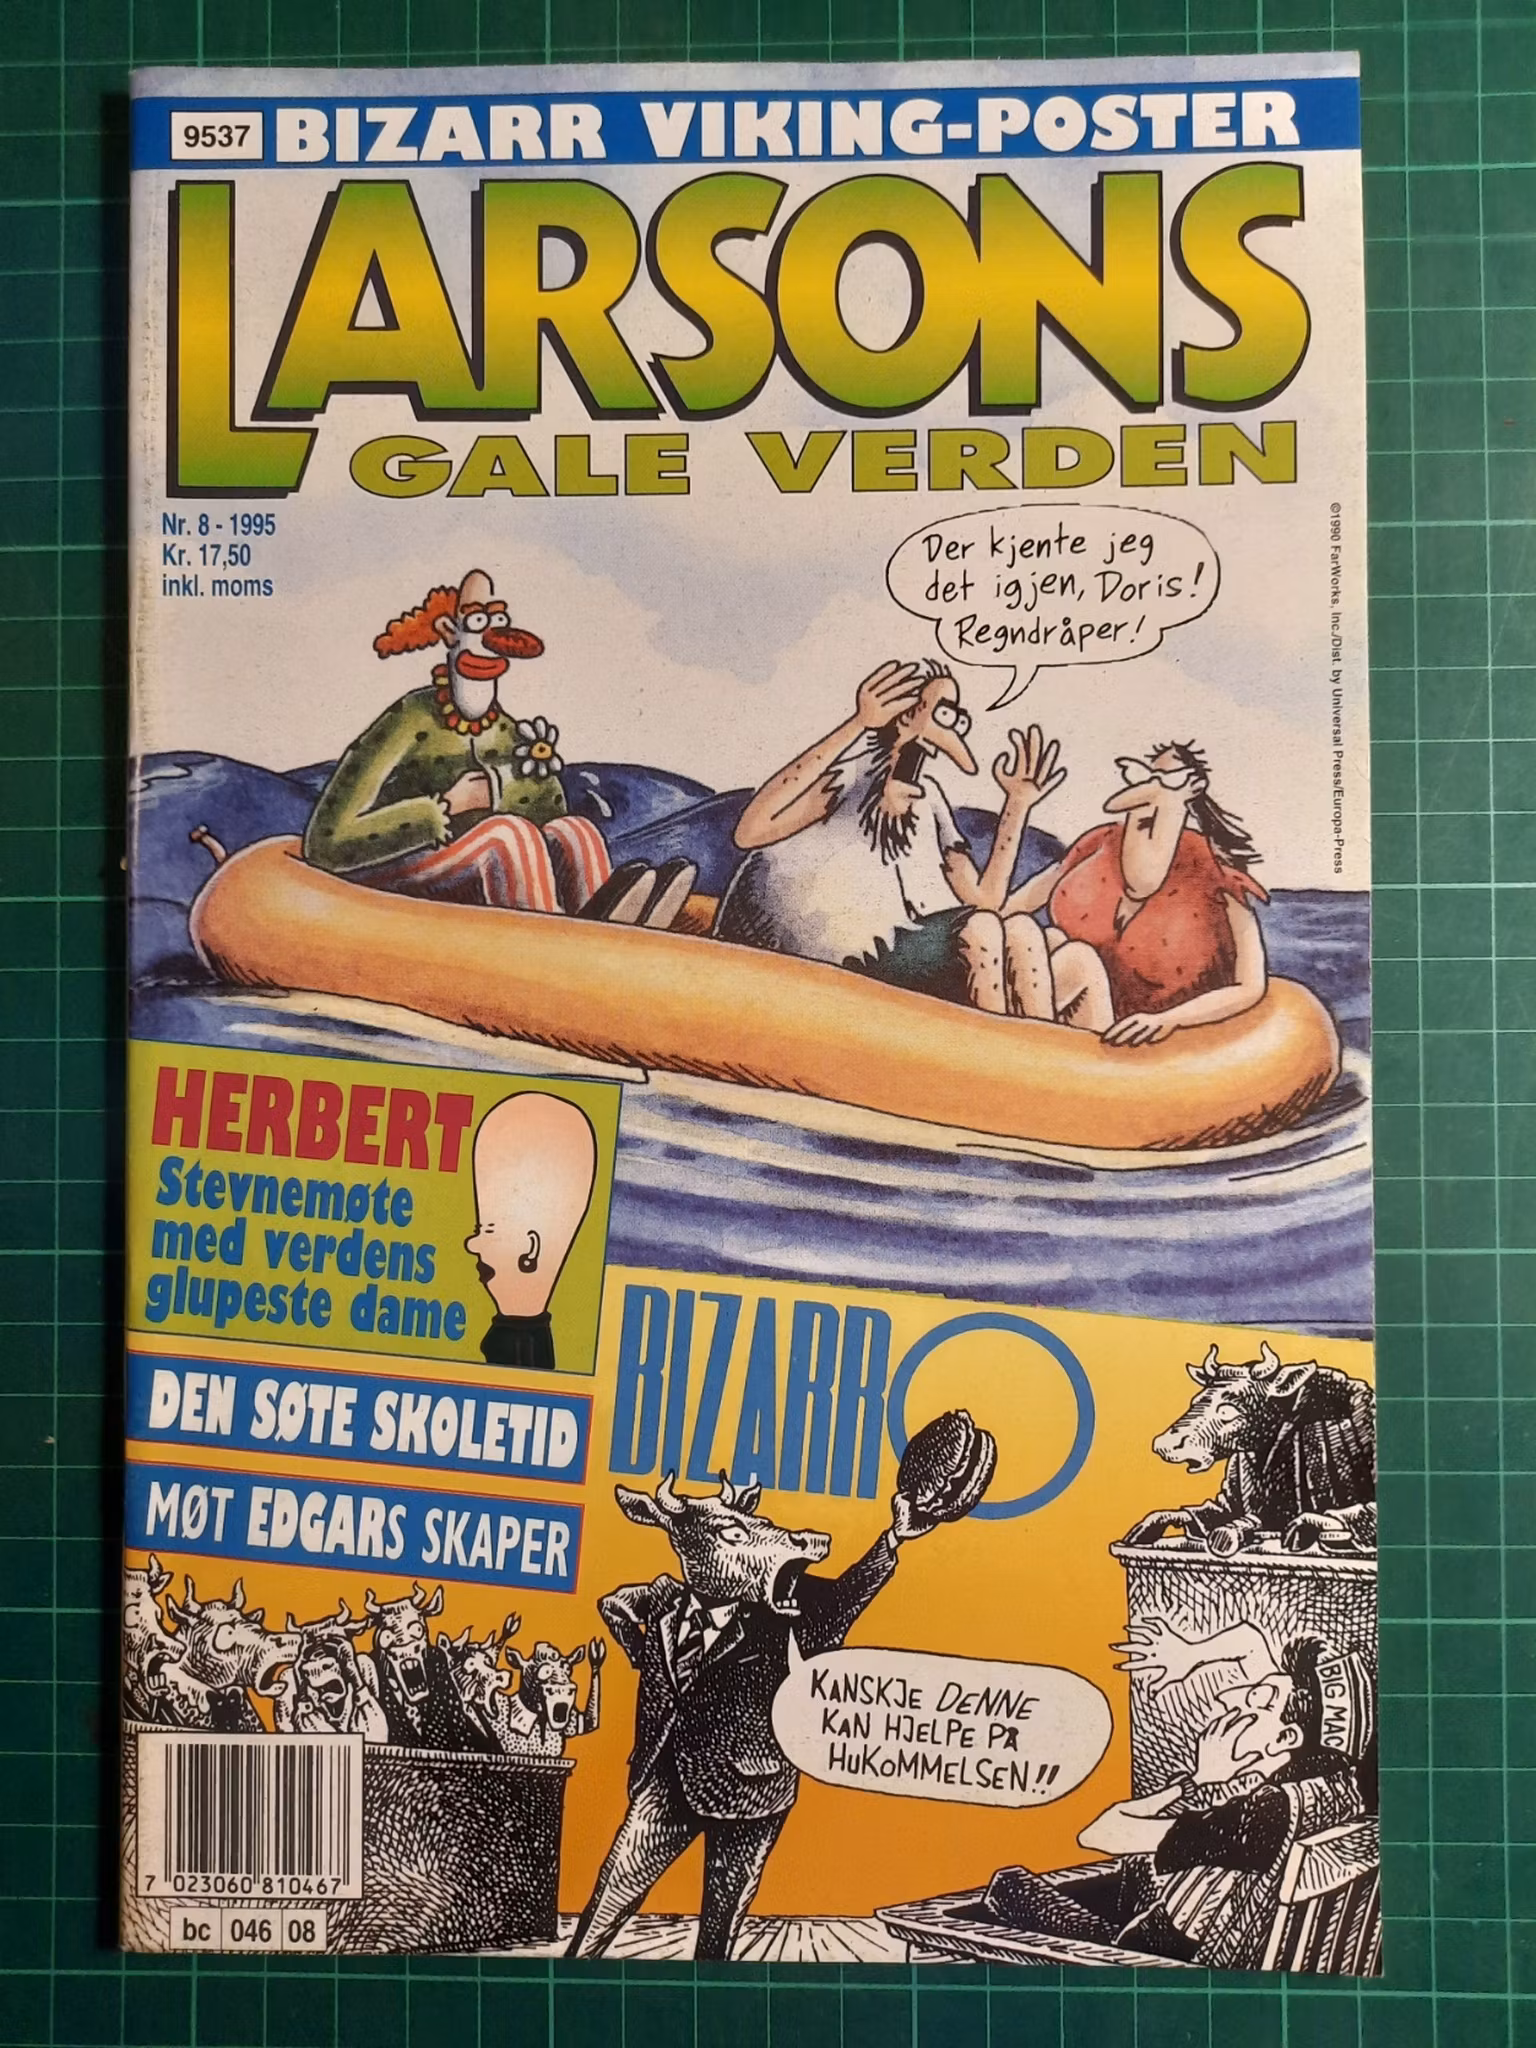 9537 BIZARR VIKING-POSTER
LARSONS
GALE VERDEN
Nr. 8 - 1995
Kr. 17,50
inkl. moms
Der kjente jeg
det igjen, Doris!
Regndråper!
©1990 FarWorks, Inc./Dist. by Universal Press/Europa-Press
HERBERT
Stevnemøte
med verdens
glupeste dame
DEN SØTE SKOLETID
MØT EDGARS SKAPER
BIZARRO
KANSKJE DENNE
KAN HJELPE PÅ
HUKOMMELSEN!!
BIG MAC
7 023060 810467
bc 046 08